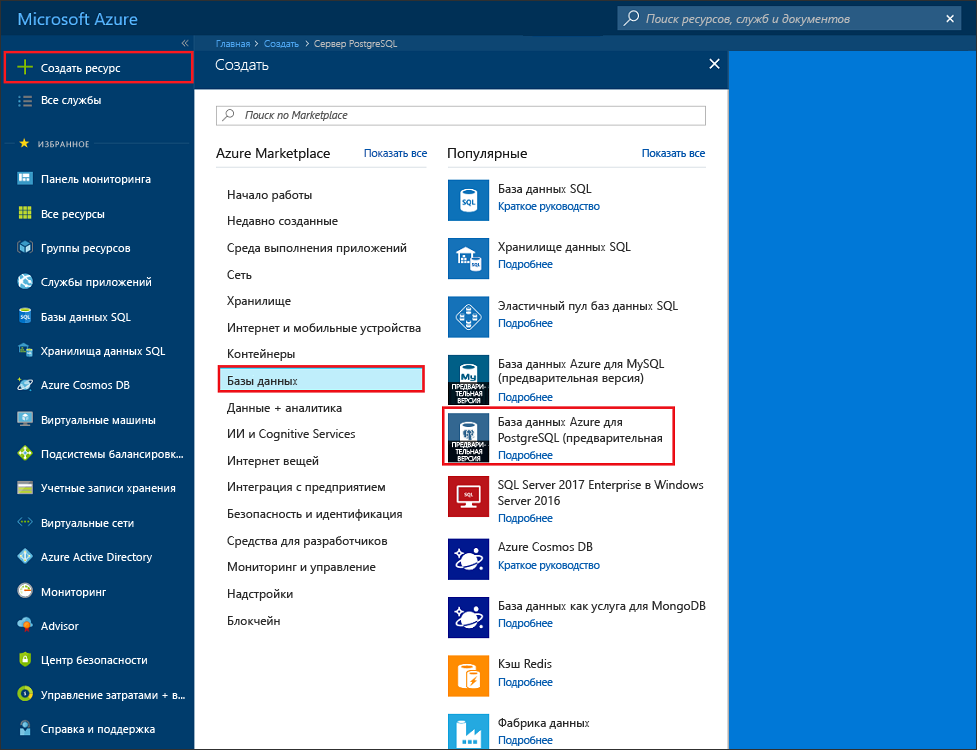 Microsoft Azure
Поиск ресурсов, служб и документов
Главная > Создать > Сервер PostgreSQL
Создать ресурс
Все службы
ИЗБРАННОЕ
Панель мониторинга
Все ресурсы
Группы ресурсов
Службы приложений
Базы данных SQL
Хранилища данных SQL
Azure Cosmos DB
Виртуальные машины
Подсистемы балансировк...
Учетные записи хранения
Виртуальные сети
Azure Active Directory
Мониторинг
Advisor
Центр безопасности
Управление затратами + в...
Справка и поддержка
Создать
Поиск по Marketplace
Azure Marketplace
Показать все
Начало работы
Недавно созданные
Среда выполнения приложений
Сеть
Хранилище
Интернет и мобильные устройства
Контейнеры
Базы данных
Данные + аналитика
ИИ и Cognitive Services
Интернет вещей
Интеграция с предприятием
Безопасность и идентификация
Средства для разработчиков
Мониторинг и управление
Надстройки
Блокчейн
Популярные
Показать все
SQL
База данных SQL
Краткое руководство
SQL
Хранилище данных SQL
Подробнее
Эластичный пул баз данных SQL
Подробнее
My
ПРЕДВАРИ-
ТЕЛЬНАЯ
ВЕРСИЯ
База данных Azure для MySQL
(предварительная версия)
Подробнее
ПРЕДВАРИ-
ТЕЛЬНАЯ
ВЕРСИЯ
База данных Azure для
PostgreSQL (предварительная
Подробнее
SQL
SQL Server 2017 Enterprise в Windows
Server 2016
Подробнее
Azure Cosmos DB
Краткое руководство
База данных как услуга для MongoDB
Подробнее
Кэш Redis
Подробнее
Фабрика данных
Подробнее